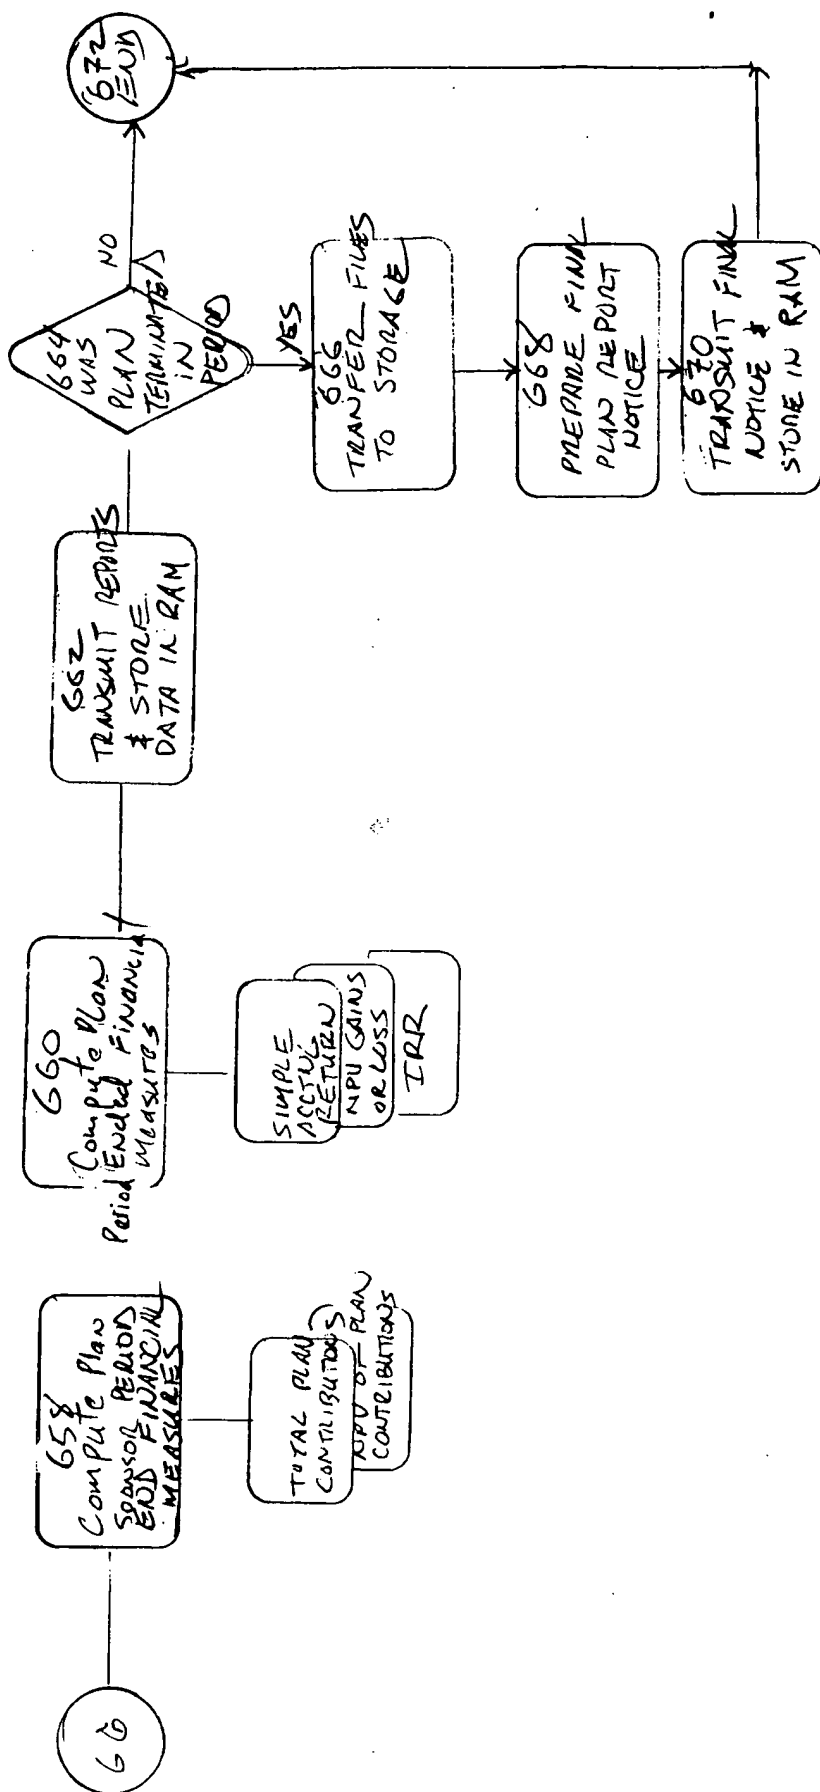 GG
658
Compute Plan
SPONSOR PERIOD
END FINANCIAL
MEASURES
TOTAL PLAN
CONTRIBUTIONS
NPV OF PLAN
CONTRIBUTIONS
660
Compute Plan
Period Ended Financial
Measures
SIMPLE
ACCTNG
RETURN
NPV GAINS
OR LOSS
IRR
662
TRANSMIT REPORTS
& STORE
DATA IN RAM
664
WAS
PLAN
TERMINATED
IN
PERIOD
NO
672
END
YES
666
TRANFER FILES
TO STORAGE
668
PREPARE FINAL
PLAN REPORT
NOTICE
670
TRANSMIT FINAL
NOTICE &
STORE IN RAM